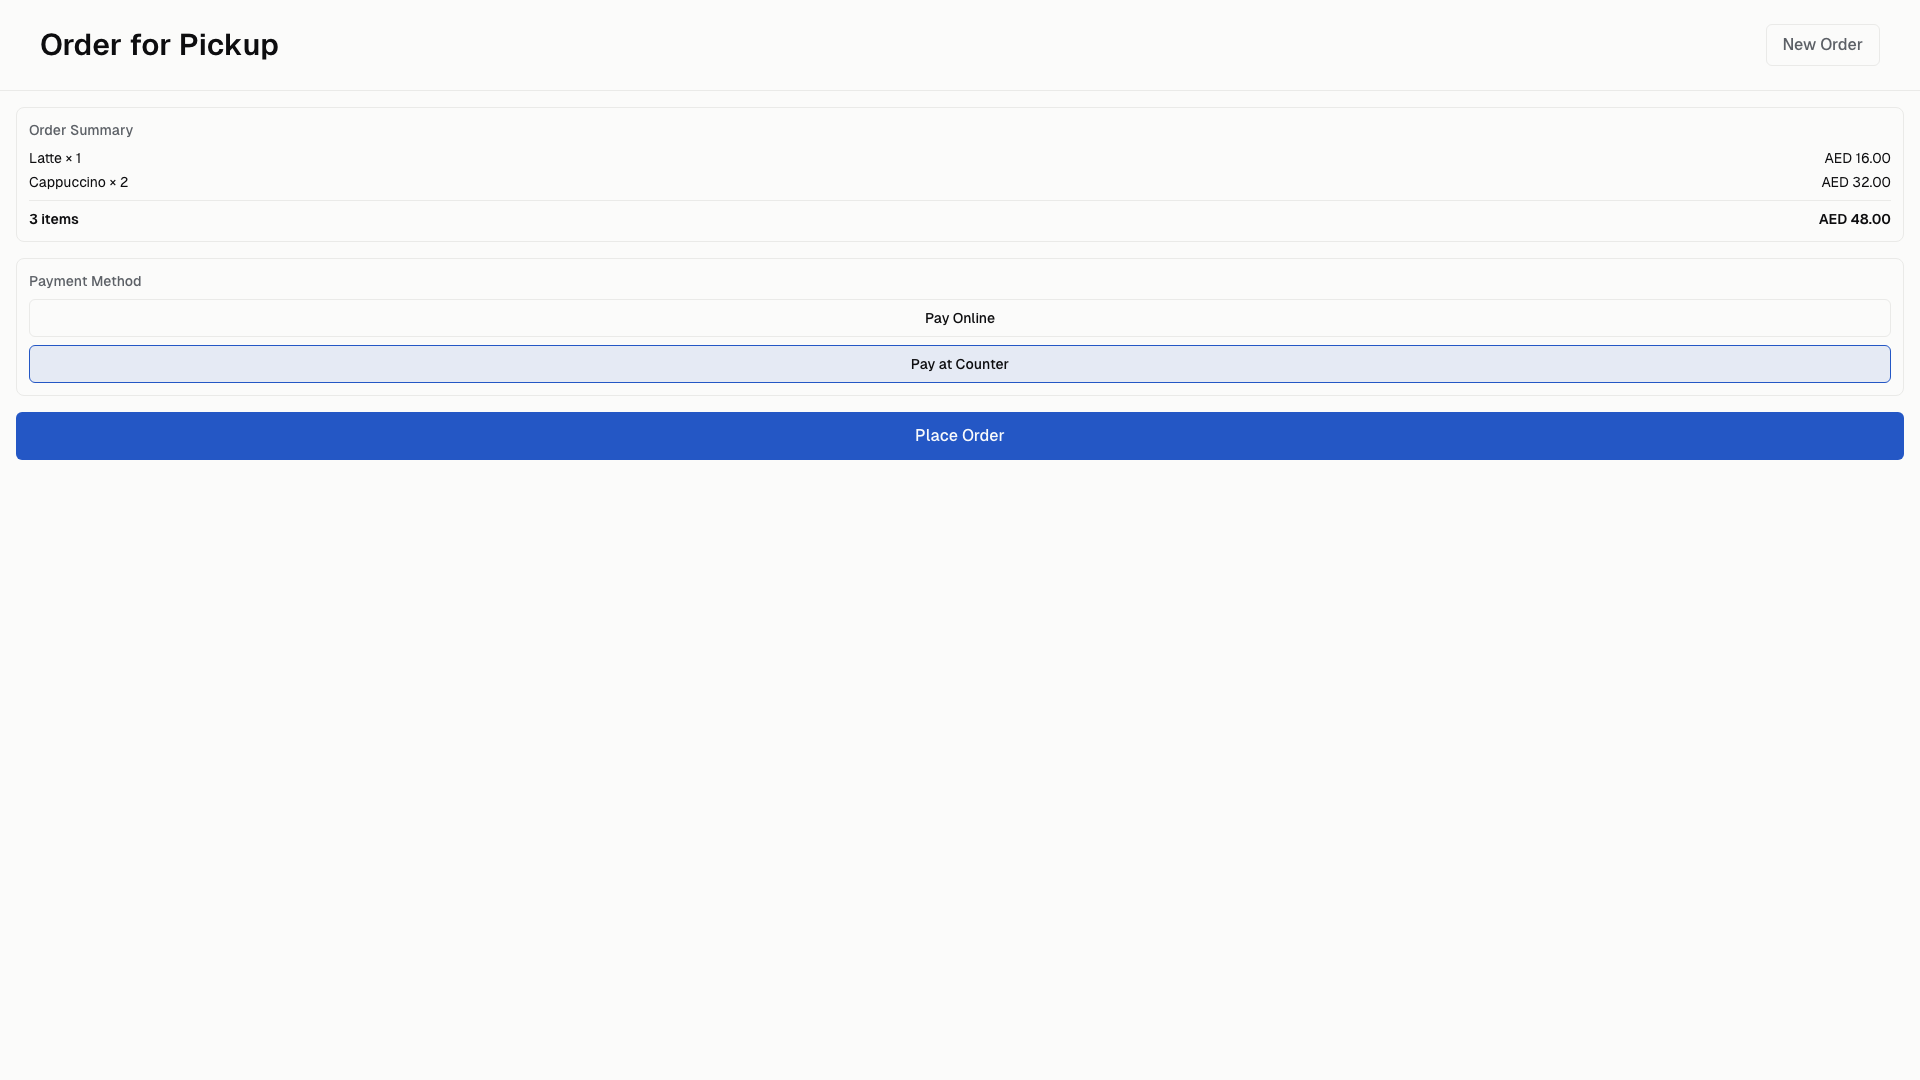 Order for Pickup
New Order
Order Summary
Latte × 1 AED 16.00
Cappuccino × 2 AED 32.00
3 items AED 48.00
Payment Method
Pay Online
Pay at Counter
Place Order